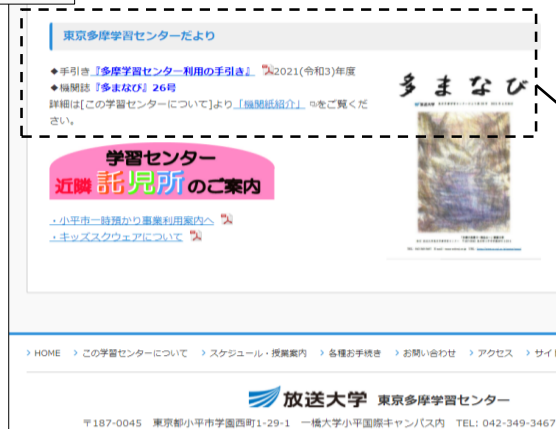 東京多摩学習センターだより
◆手引き『多摩学習センター利用の手引き』 2021(令和3)年度
◆機関誌『多まなび』26号
詳細は[この学習センターについて]より「機関紙紹介」をご覧くだ
さい。
多まなび
学習センター
近隣 託児所 のご案内
・小平市一時預かり事業利用案内へ
・キッズスクウェアについて
> HOME > この学習センターについて > スケジュール・授業案内 > 各種お手続き > お問い合わせ > アクセス > サイ
放送大学 東京多摩学習センター
〒187-0045 東京都小平市学園西町1-29-1 一橋大学小平国際キャンパス内 TEL: 042-349-3467